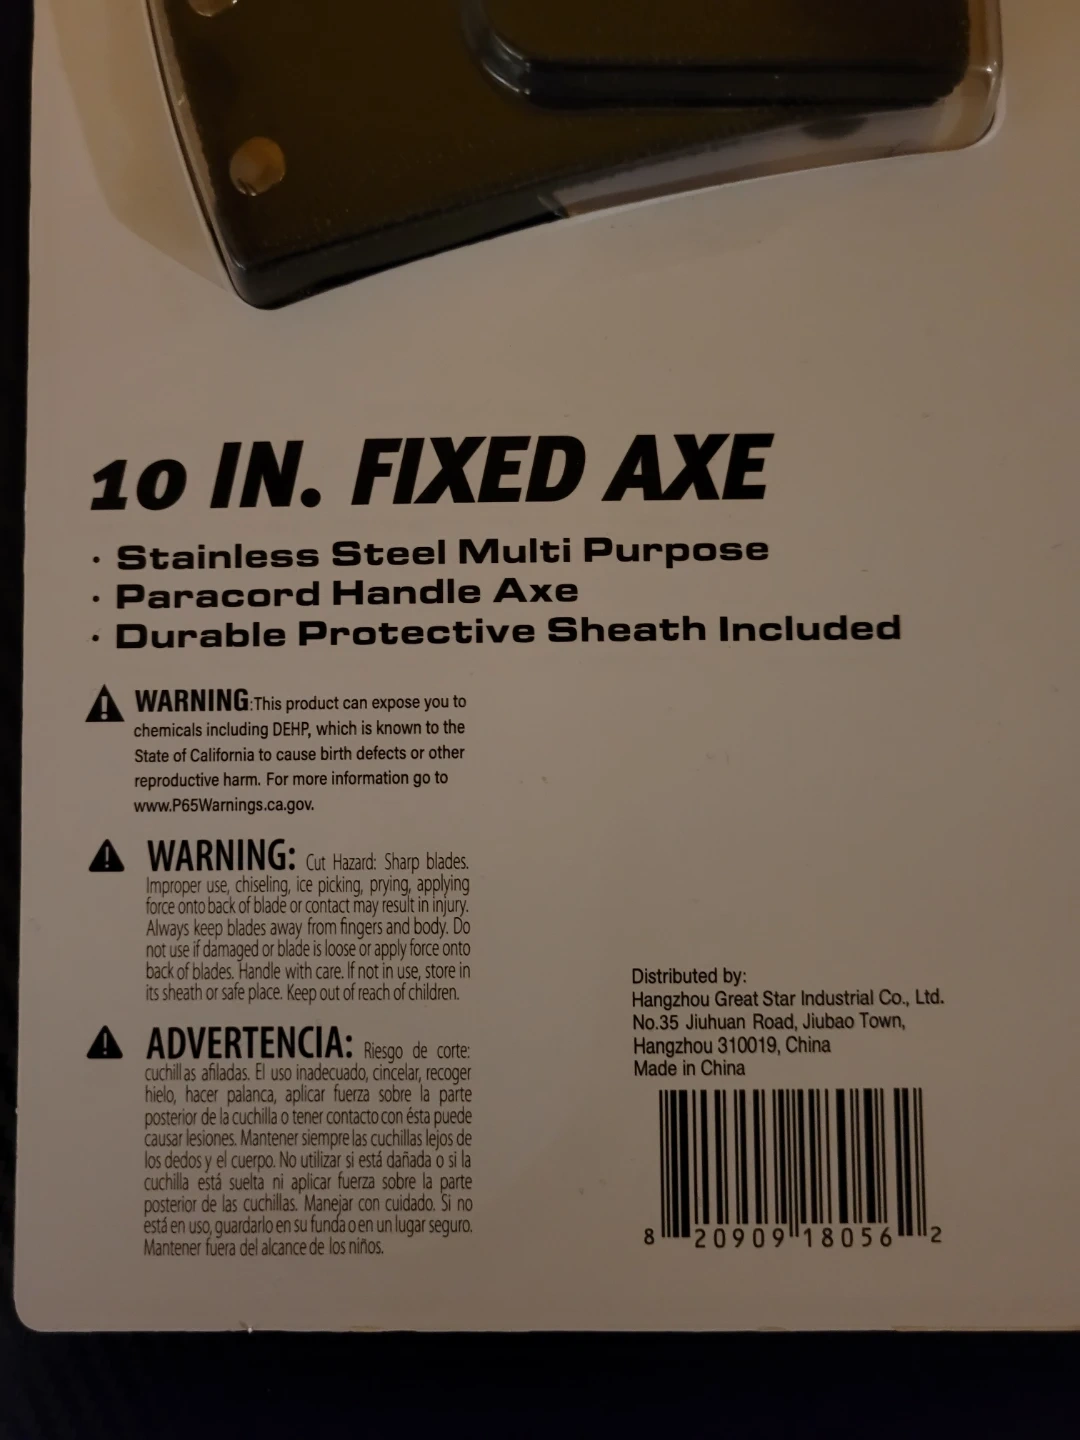 10 IN. FIXED AXE
· Stainless Steel Multi Purpose
· Paracord Handle Axe
· Durable Protective Sheath Included
WARNING:This product can expose you to
chemicals including DEHP, which is known to the
State of California to cause birth defects or other
reproductive harm. For more information go to
www.P65Warnings.ca.gov.
WARNING: Cut Hazard: Sharp blades.
Improper use, chiseling, ice picking, prying, applying
force onto back of blade or contact may result in injury.
Always keep blades away from fingers and body. Do
not use if damaged or blade is loose or apply force onto
back of blades. Handle with care. If not in use, store in
its sheath or safe place. Keep out of reach of children.
ADVERTENCIA: Riesgo de corte:
cuchillas afiladas. El uso inadecuado, cincelar, recoger
hielo, hacer palanca, aplicar fuerza sobre la parte
posterior de la cuchilla o tener contacto con ésta puede
causar lesiones. Mantener siempre las cuchillas lejos de
los dedos y el cuerpo. No utilizar si está dañada o si la
cuchilla está suelta ni aplicar fuerza sobre la parte
posterior de las cuchillas. Manejar con cuidado. Si no
está en uso, guardarlo en su funda o en un lugar seguro.
Mantener fuera del alcance de los niños.
Distributed by:
Hangzhou Great Star Industrial Co., Ltd.
No.35 Jiuhuan Road, Jiubao Town,
Hangzhou 310019, China
Made in China
8 20909 18056 2